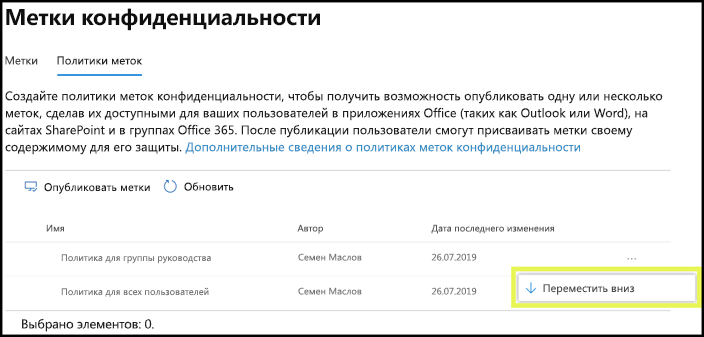 Метки конфиденциальности
Метки Политики меток
Создайте политики меток конфиденциальности, чтобы получить возможность опубликовать одну или несколько
меток, сделав их доступными для ваших пользователей в приложениях Office (таких как Outlook или Word), на
сайтах SharePoint и в группах Office 365. После публикации пользователи смогут присваивать метки своему
содержимому для его защиты. Дополнительные сведения о политиках меток конфиденциальности
Опубликовать метки Обновить
Имя Автор Дата последнего изменения
Политика для группы руководства Семен Маслов 26.07.2019 ...
Политика для всех пользователей Семен Маслов 26.07.2019 Переместить вниз
Выбрано элементов: 0.